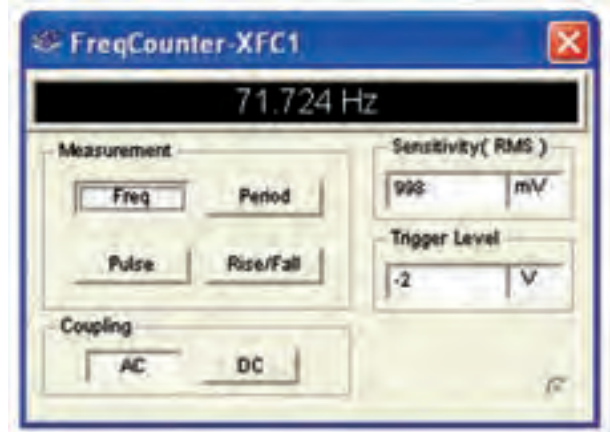 FreqCounter-XFC1
71.724 Hz
Measurement
Freq
Period
Pulse
Rise/Fall
Sensitivity( RMS )
998
mV
Trigger Level
-2
V
Coupling
AC
DC